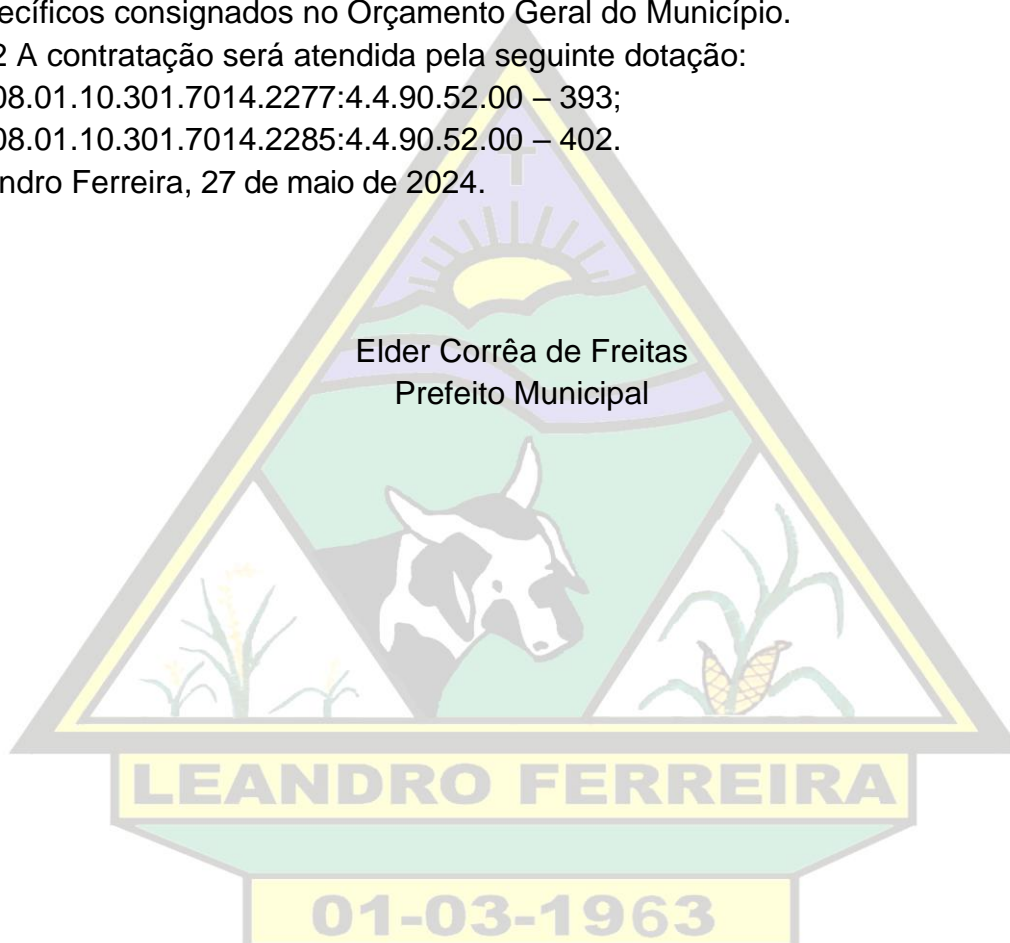 cíficos consignados no Orçamento Geral do Município.
2 A contratação será atendida pela seguinte dotação:
08.01.10.301.7014.2277:4.4.90.52.00 – 393;
08.01.10.301.7014.2285:4.4.90.52.00 – 402.
ndro Ferreira, 27 de maio de 2024.
Elder Corrêa de Freitas
Prefeito Municipal
LEANDRO FERREIRA
01-03-1963